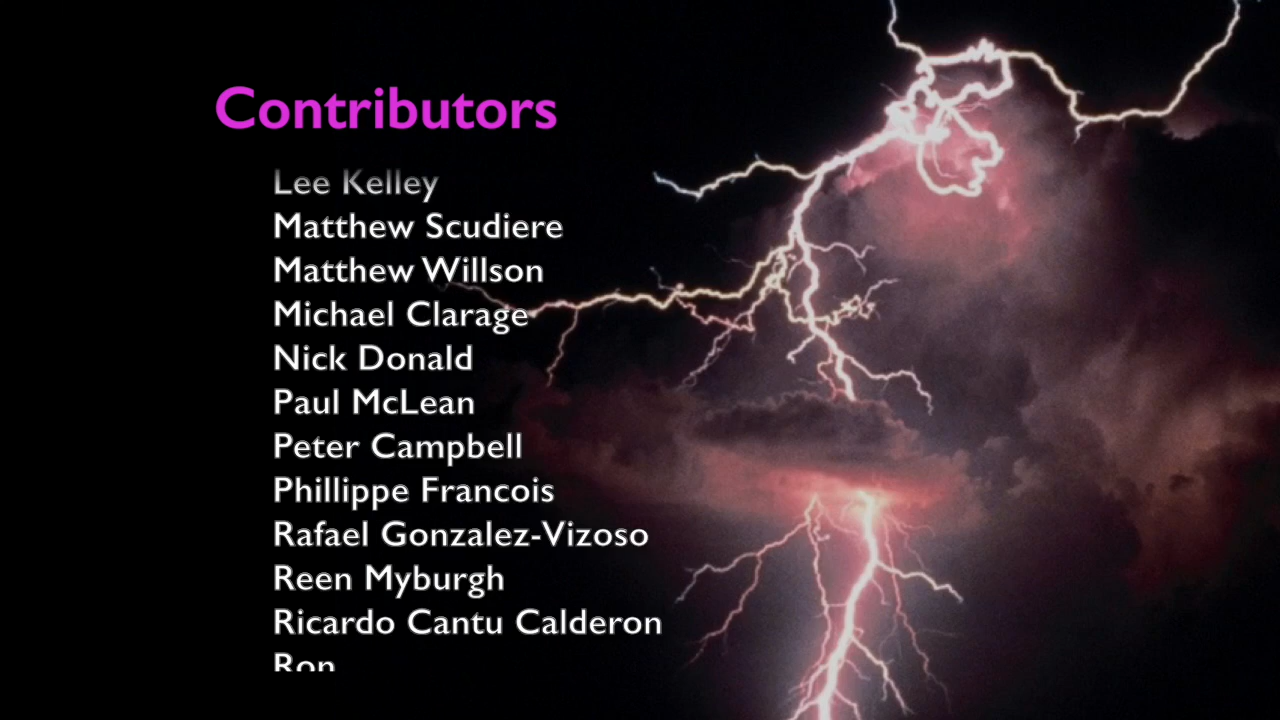 Contributors
Lee Kelley
Matthew Scudiere
Matthew Willson
Michael Clarage
Nick Donald
Paul McLean
Peter Campbell
Phillippe Francois
Rafael Gonzalez-Vizoso
Reen Myburgh
Ricardo Cantu Calderon
Ron